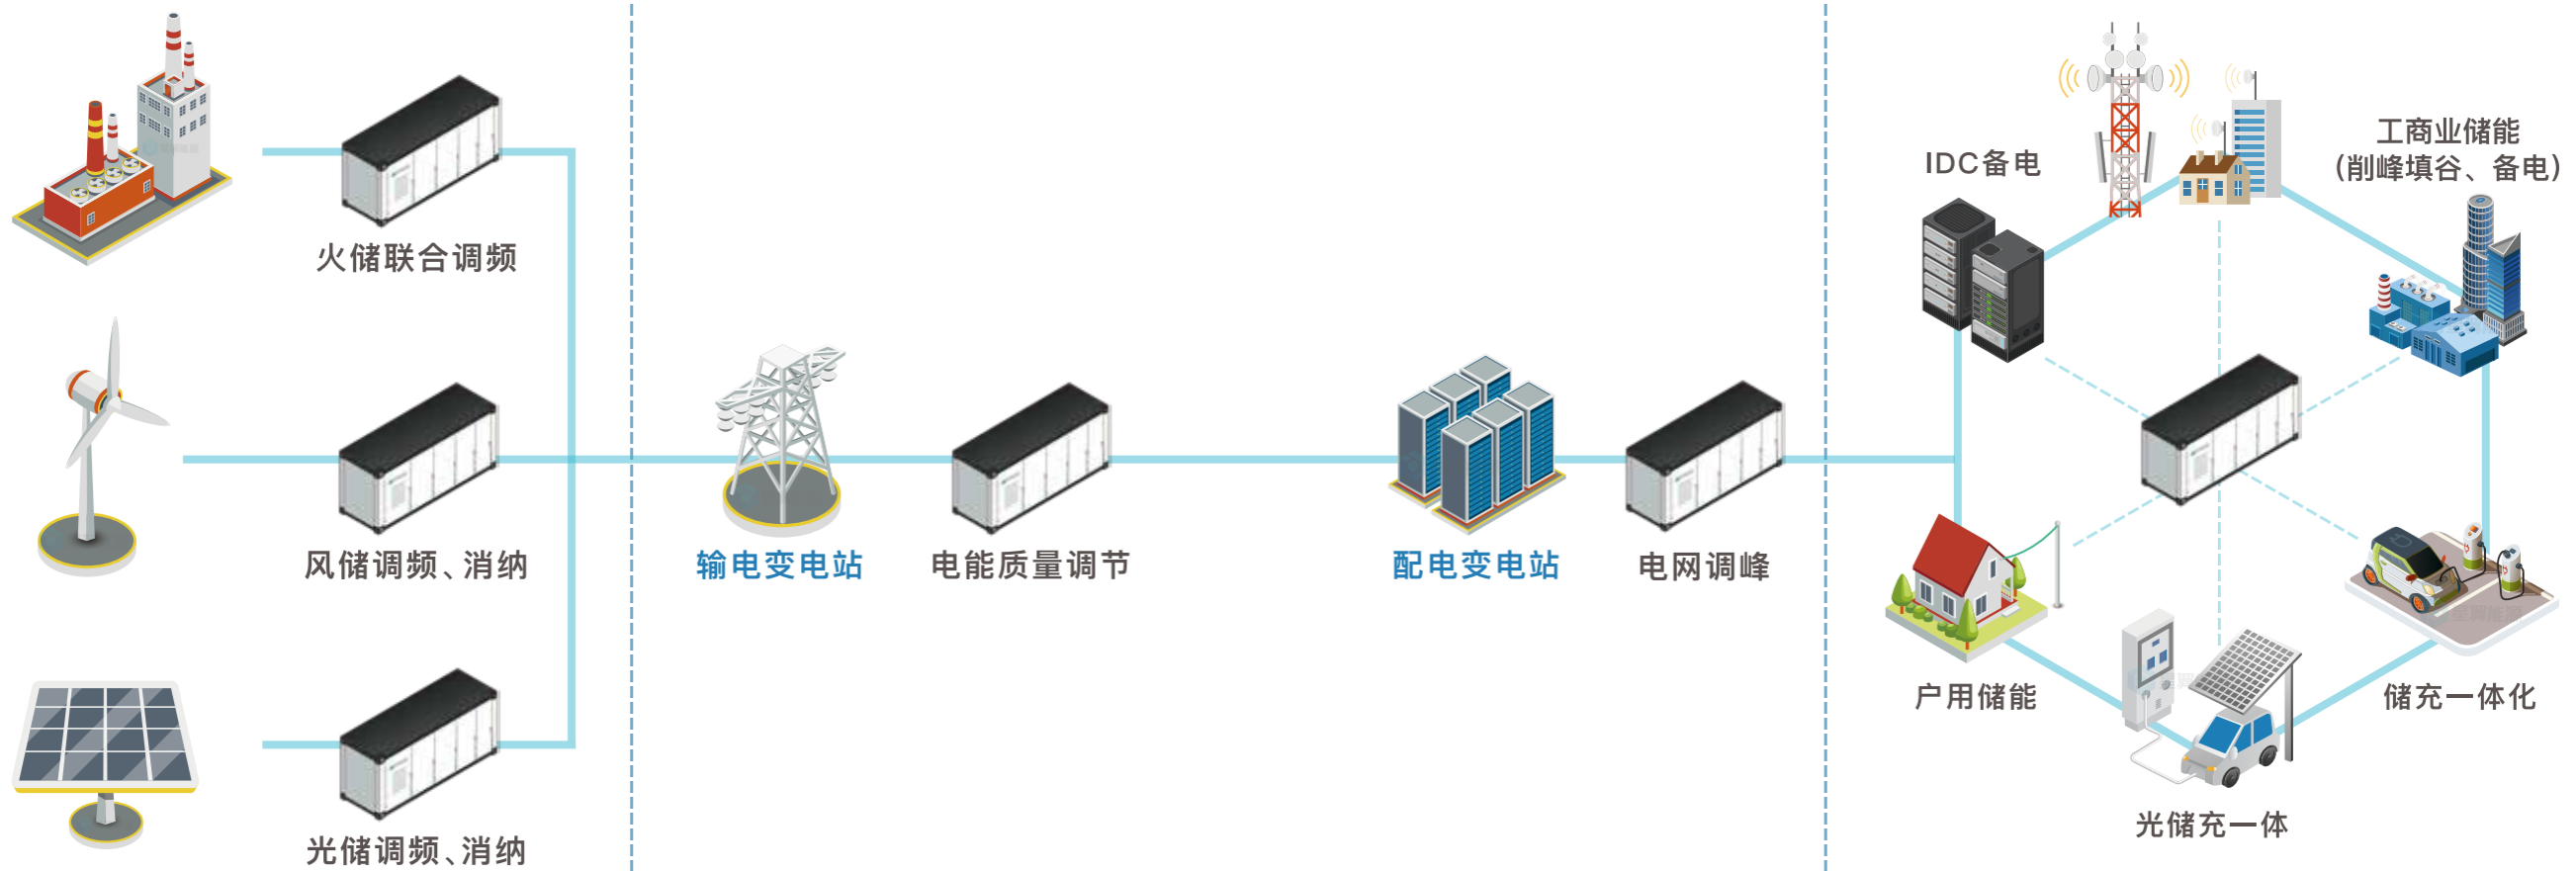 火储联合调频
风储调频、消纳
光储调频、消纳
输电变电站
电能质量调节
配电变电站
电网调峰
IDC备电
工商业储能
(削峰填谷、备电)
户用储能
储充一体化
光储充一体